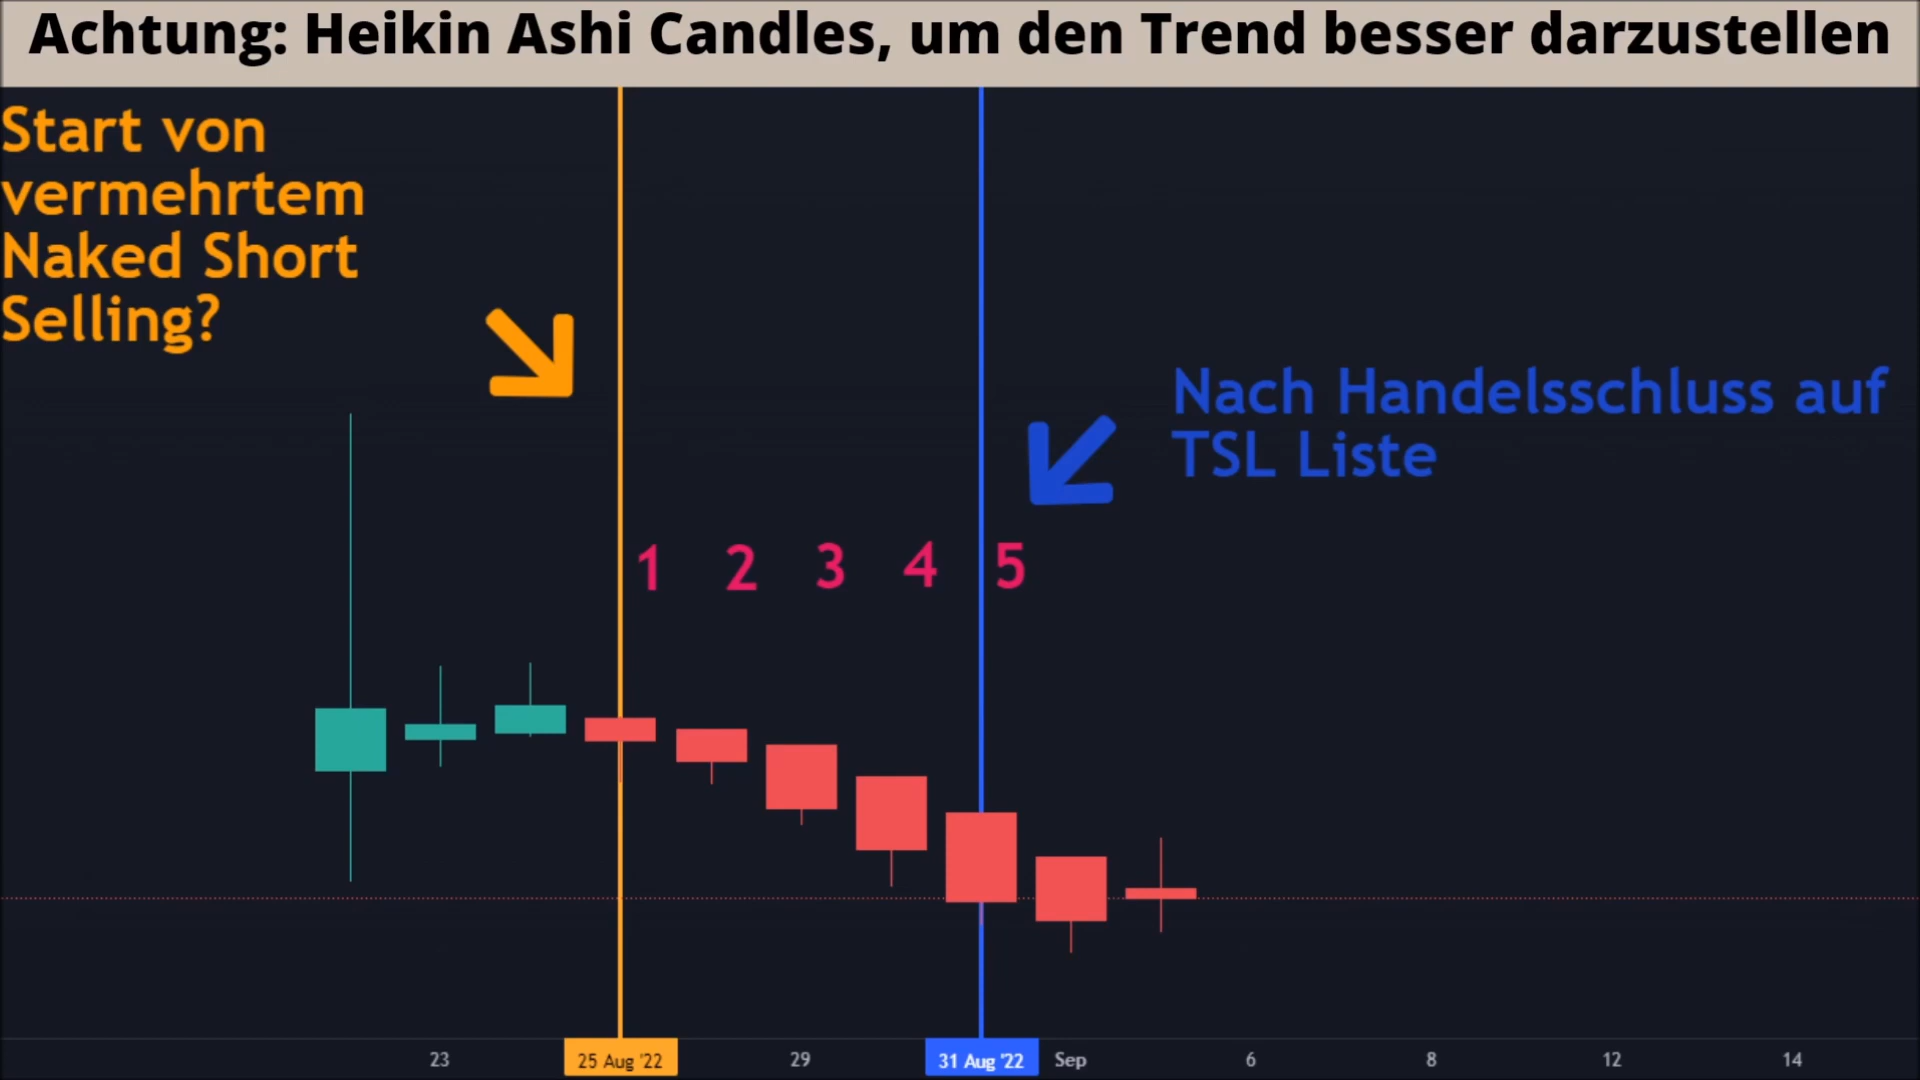 Achtung: Heikin Ashi Candles, um den Trend besser darzustellen
Start von
vermehrtem
Naked Short
Selling?
Nach Handelsschluss auf
TSL Liste
1 2 3 4 5
23 25 Aug '22 29 31 Aug '22 Sep 6 8 12 14